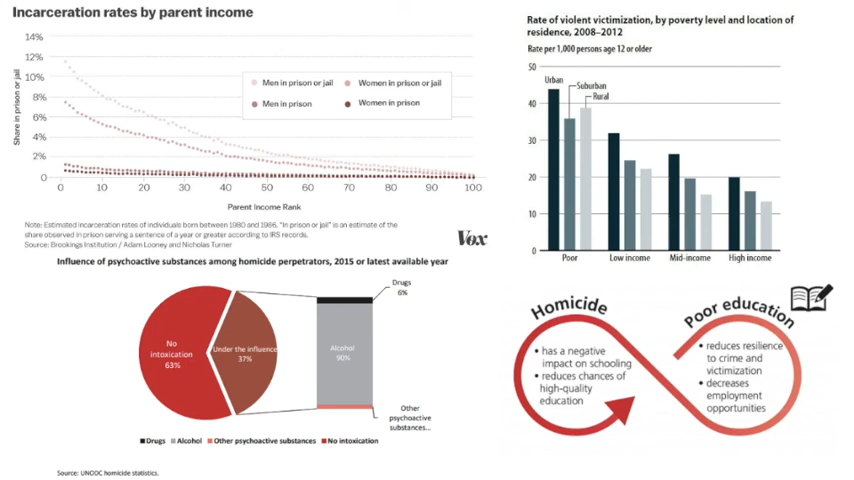 Incarceration rates by parent income
14%
12%
10%
8%
6%
4%
2%
0
Share in prison or jail
Men in prison or jail
Women in prison or jail
Men in prison
Women in prison
0
10
20
30
40
50
60
70
80
90
100
Parent Income Rank
Note: Estimated incarceration rates of individuals born between 1980 and 1986. "In prison or jail" is an estimate of the
share observed in prison serving a sentence of a year or greater according to IRS records.
Source: Brookings Institution / Adam Looney and Nicholas Turner
Vox
Rate of violent victimization, by poverty level and location of
residence, 2008–2012
Rate per 1,000 persons age 12 or older
50
40
30
20
10
0
Urban
Suburban
Rural
Poor
Low income
Mid-income
High income
Influence of psychoactive substances among homicide perpetrators, 2015 or latest available year
No
intoxication
63%
Under the influence
37%
Drugs
6%
Alcohol
90%
Other
psychoactive
substances...
Drugs
Alcohol
Other psychoactive substances
No intoxication
Source: UNODC homicide statistics.
Homicide
• has a negative
impact on schooling
• reduces chances of
high-quality
education
Poor education
• reduces resilience
to crime and
victimization
• decreases
employment
opportunities